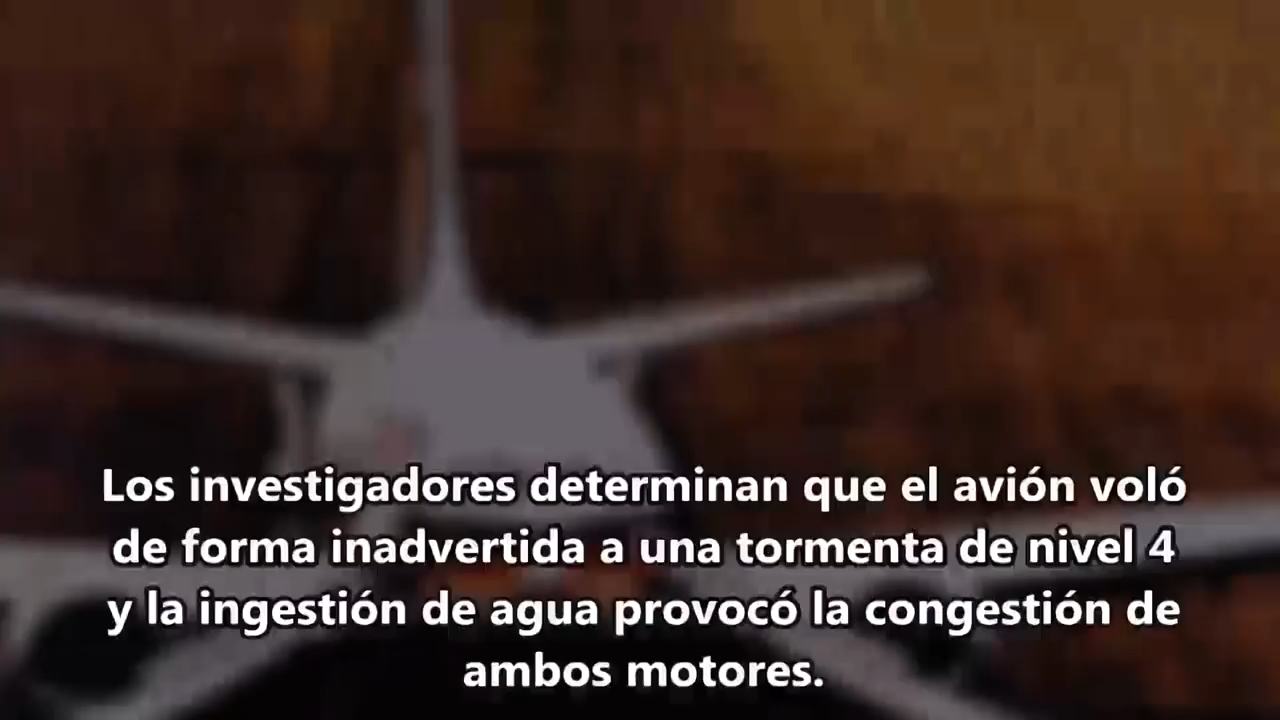 Los investigadores determinan que el avión voló
de forma inadvertida a una tormenta de nivel 4
y la ingestión de agua provocó la congestión de
ambos motores.